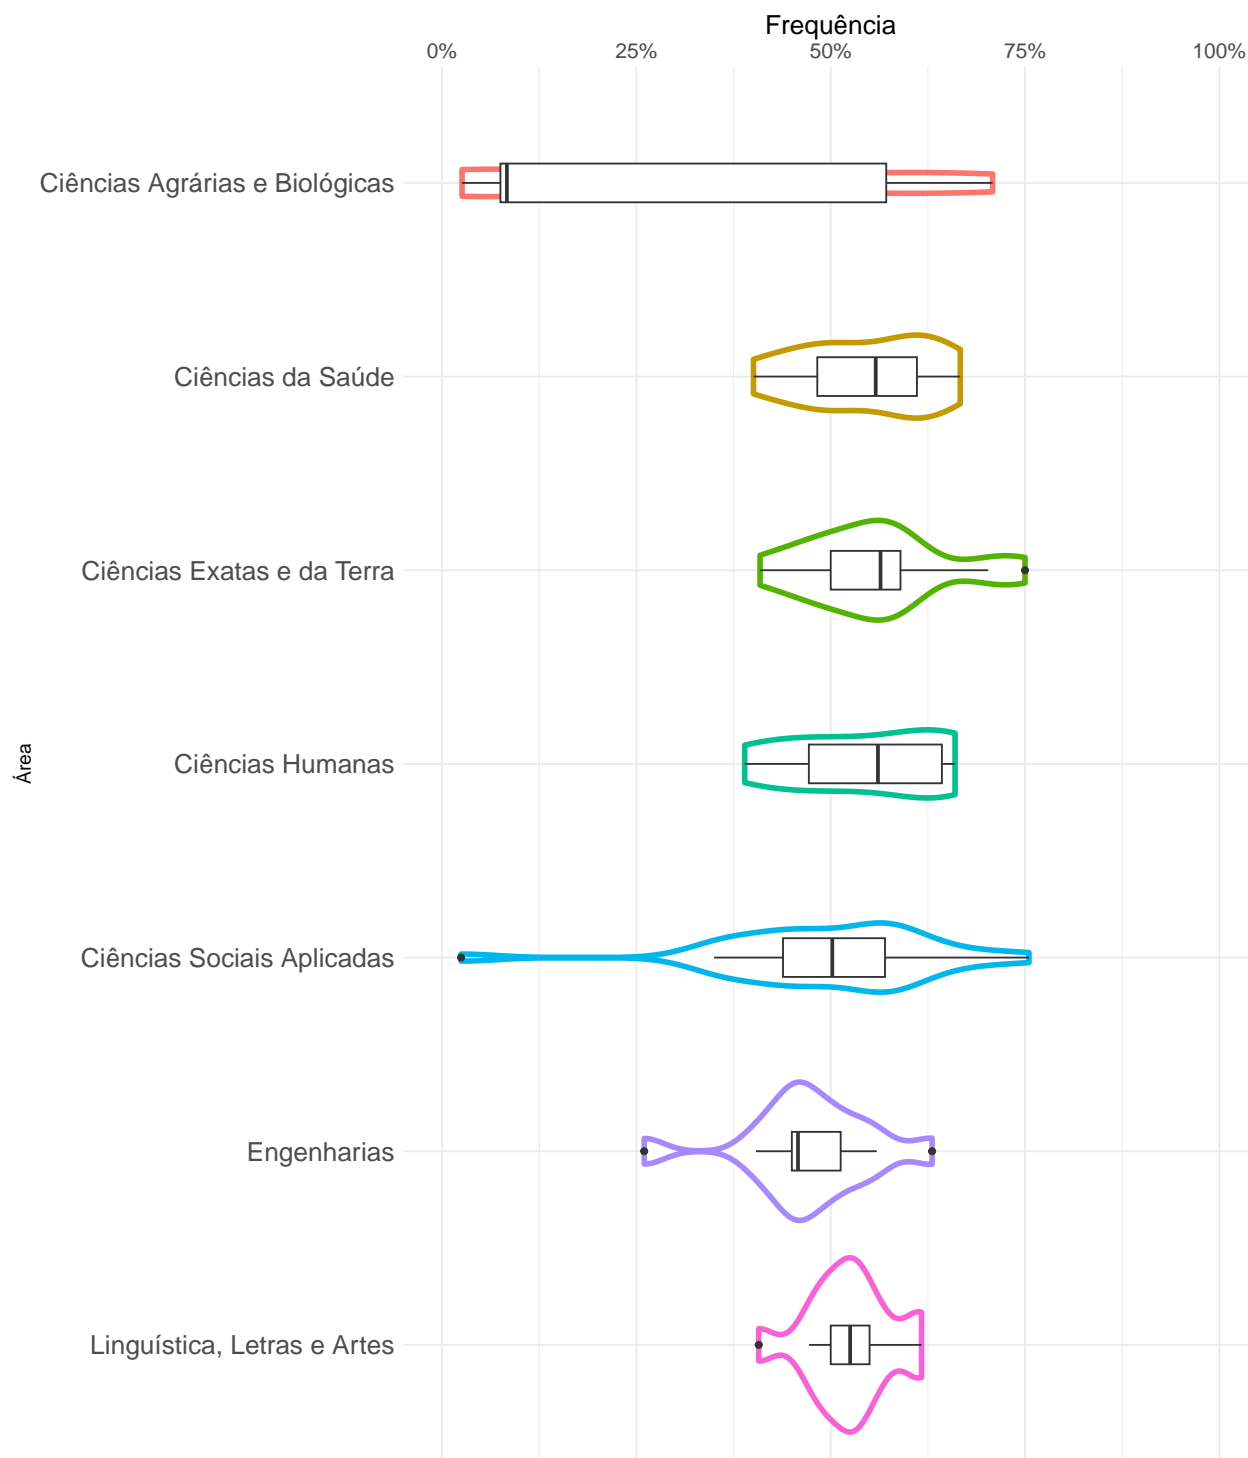 Frequência
0% 25% 50% 75% 100%
Ciências Agrárias e Biológicas
Ciências da Saúde
Ciências Exatas e da Terra
Área
Ciências Humanas
Ciências Sociais Aplicadas
Engenharias
Linguística, Letras e Artes